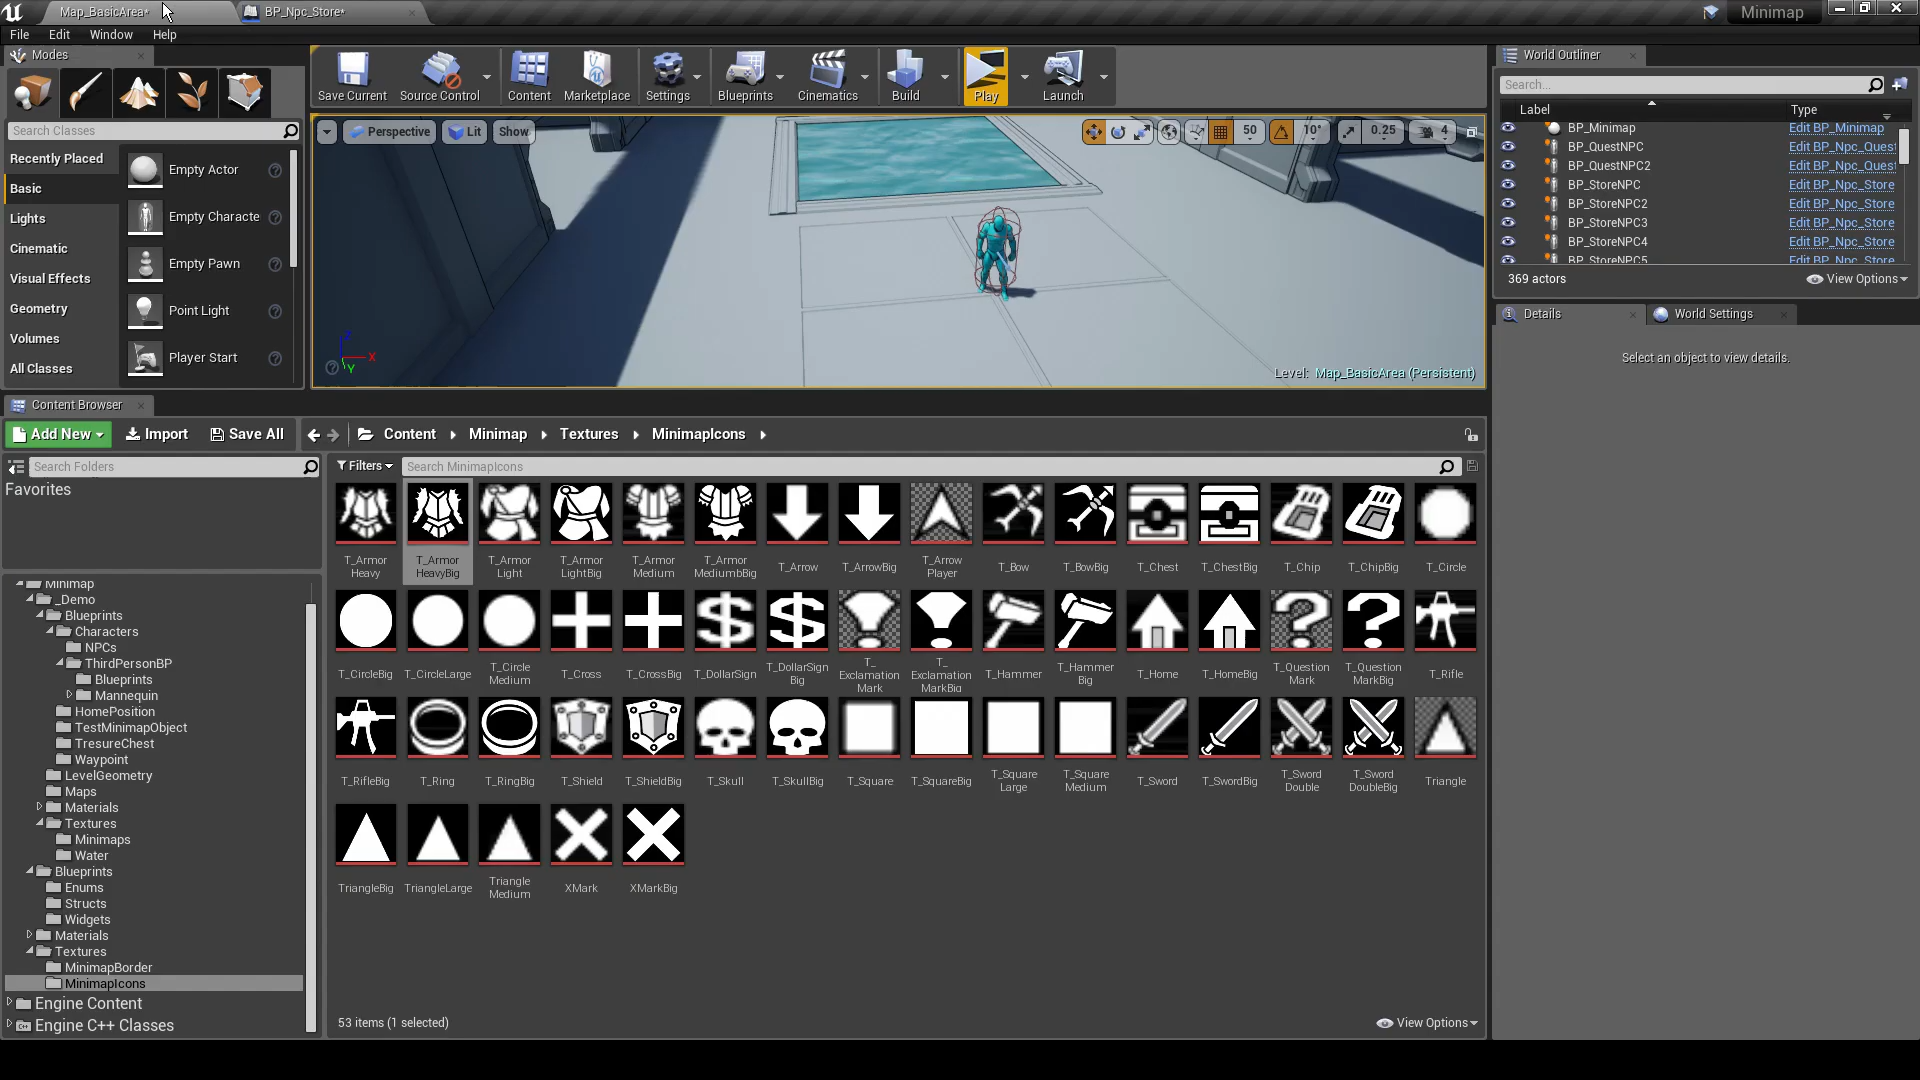 Map_BasicArea*
BP_Npc_Store*
Minimap
File
Edit
Window
Help
Modes
Search Classes
Recently Placed
Basic
Lights
Cinematic
Visual Effects
Geometry
Volumes
All Classes
Empty Actor
Empty Characte
Empty Pawn
Point Light
Player Start
Save Current
Source Control
Content
Marketplace
Settings
Blueprints
Cinematics
Build
Play
Launch
Perspective
Lit
Show
50
10°
0.25
4
X
Y
Level: Map_BasicArea (Persistent)
World Outliner
Search...
Label
Type
BP_Minimap
Edit BP_Minimap
BP_QuestNPC
Edit BP_Npc_Quest
BP_QuestNPC2
Edit BP_Npc_Quest
BP_StoreNPC
Edit BP_Npc_Store
BP_StoreNPC2
Edit BP_Npc_Store
BP_StoreNPC3
Edit BP_Npc_Store
BP_StoreNPC4
Edit BP_Npc_Store
BP_StoreNPC5
Edit BP_Npc_Store
369 actors
View Options
Details
World Settings
Select an object to view details.
Content Browser
Add New
Import
Save All
Content
Minimap
Textures
MinimapIcons
Search Folders
Favorites
Minimap
_Demo
Blueprints
Characters
NPCs
ThirdPersonBP
Blueprints
Mannequin
HomePosition
TestMinimapObject
TresureChest
Waypoint
LevelGeometry
Maps
Materials
Textures
Minimaps
Water
Blueprints
Enums
Structs
Widgets
Materials
Textures
MinimapBorder
MinimapIcons
Engine Content
Engine C++ Classes
Filters
Search MinimapIcons
T_Armor
Heavy
T_Armor
HeavyBig
T_Armor
Light
T_Armor
LightBig
T_Armor
Medium
T_Armor
MediumbBig
T_Arrow
T_ArrowBig
T_Arrow
Player
T_Bow
T_BowBig
T_Chest
T_ChestBig
T_Chip
T_ChipBig
T_Circle
T_CircleBig
T_CircleLarge
T_Circle
Medium
T_Cross
T_CrossBig
T_DollarSign
T_DollarSign
Big
T_
Exclamation
Mark
T_
Exclamation
MarkBig
T_Hammer
T_Hammer
Big
T_Home
T_HomeBig
T_Question
Mark
T_Question
MarkBig
T_Rifle
T_RifleBig
T_Ring
T_RingBig
T_Shield
T_ShieldBig
T_Skull
T_SkullBig
T_Square
T_SquareBig
T_Square
Large
T_Square
Medium
T_Sword
T_SwordBig
T_Sword
Double
T_Sword
DoubleBig
Triangle
TriangleBig
TriangleLarge
Triangle
Medium
XMark
XMarkBig
53 items (1 selected)
View Options